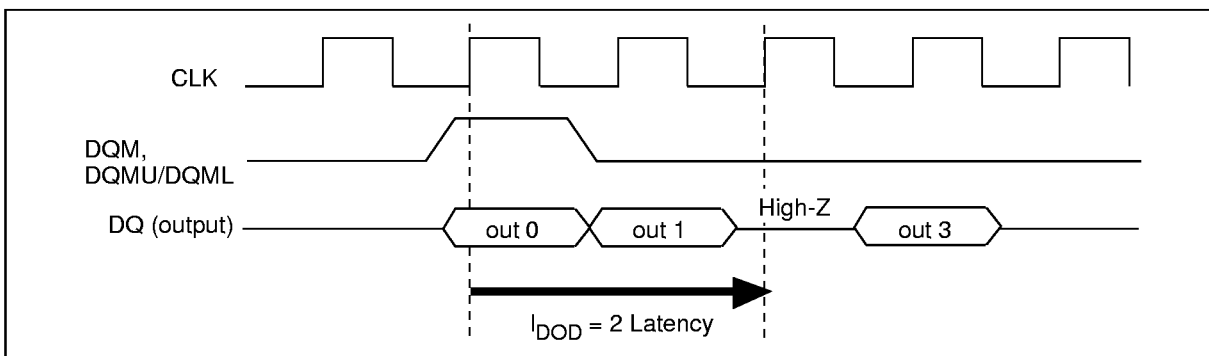 CLK
DQM,
DQMU/DQML
DQ (output)
out 0
out 1
High-Z
out 3
lDOD = 2 Latency